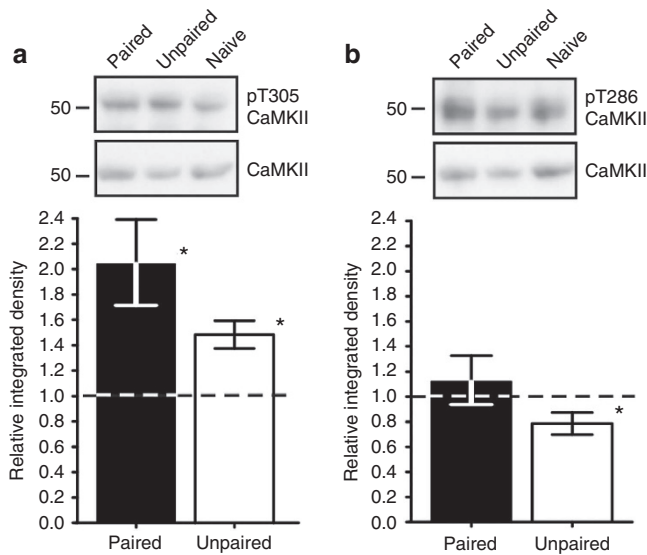 a
Paired
Unpaired
Naive
50
pT305
CaMKII
50
CaMKII
2.4
2.2
2.0
1.8
1.6
1.4
1.2
1.0
0.8
0.6
0.4
0.2
0.0
Relative integrated density
*
*
Paired
Unpaired
b
Paired
Unpaired
Naive
50
pT286
CaMKII
50
CaMKII
2.4
2.2
2.0
1.8
1.6
1.4
1.2
1.0
0.8
0.6
0.4
0.2
0.0
Relative integrated density
*
Paired
Unpaired